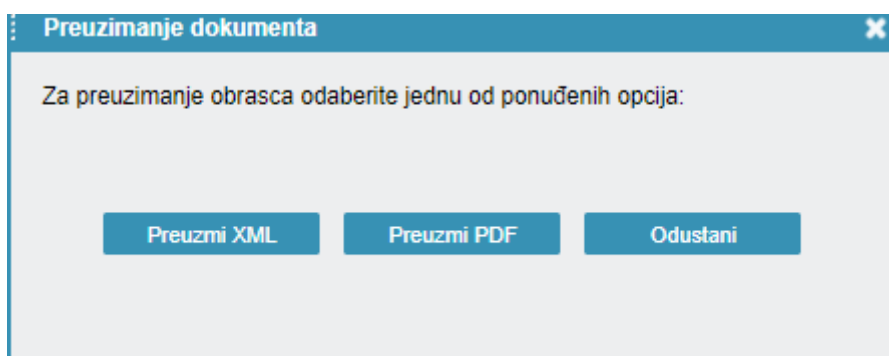 Preuzimanje dokumenta
Za preuzimanje obrasca odaberite jednu od ponuđenih opcija:
Preuzmi XML
Preuzmi PDF
Odustani